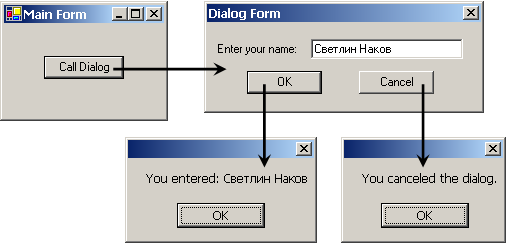 Main Form
Call Dialog
Dialog Form
Enter your name: Светлин Наков
OK Cancel
You entered: Светлин Наков
OK
You canceled the dialog.
OK